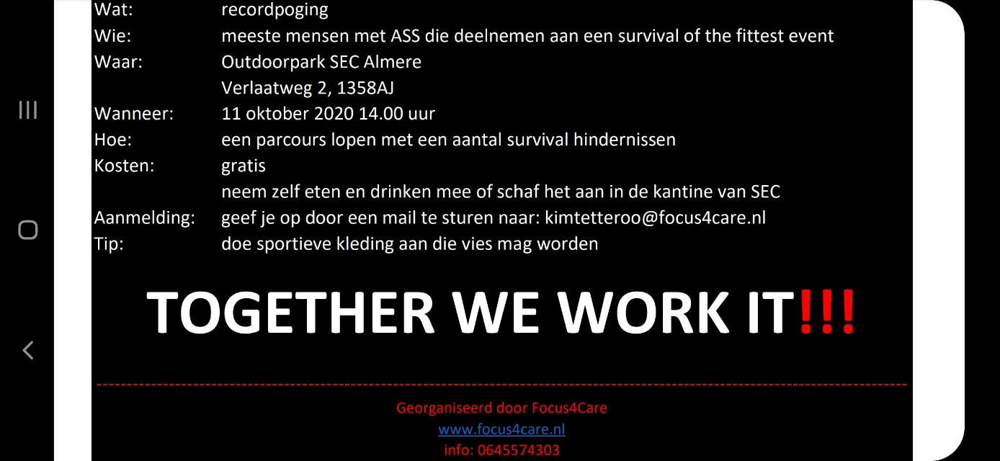 Wat: recordpoging
Wie: meeste mensen met ASS die deelnemen aan een survival of the fittest event
Waar: Outdoorpark SEC Almere
Verlaatweg 2, 1358AJ
Wanneer: 11 oktober 2020 14.00 uur
Hoe: een parcours lopen met een aantal survival hindernissen
Kosten: gratis
neem zelf eten en drinken mee of schaf het aan in de kantine van SEC
Aanmelding: geef je op door een mail te sturen naar: kimtetteroo@focus4care.nl
Tip: doe sportieve kleding aan die vies mag worden
TOGETHER WE WORK IT!!!
Georganiseerd door Focus4Care
www.focus4care.nl
info: 0645574303